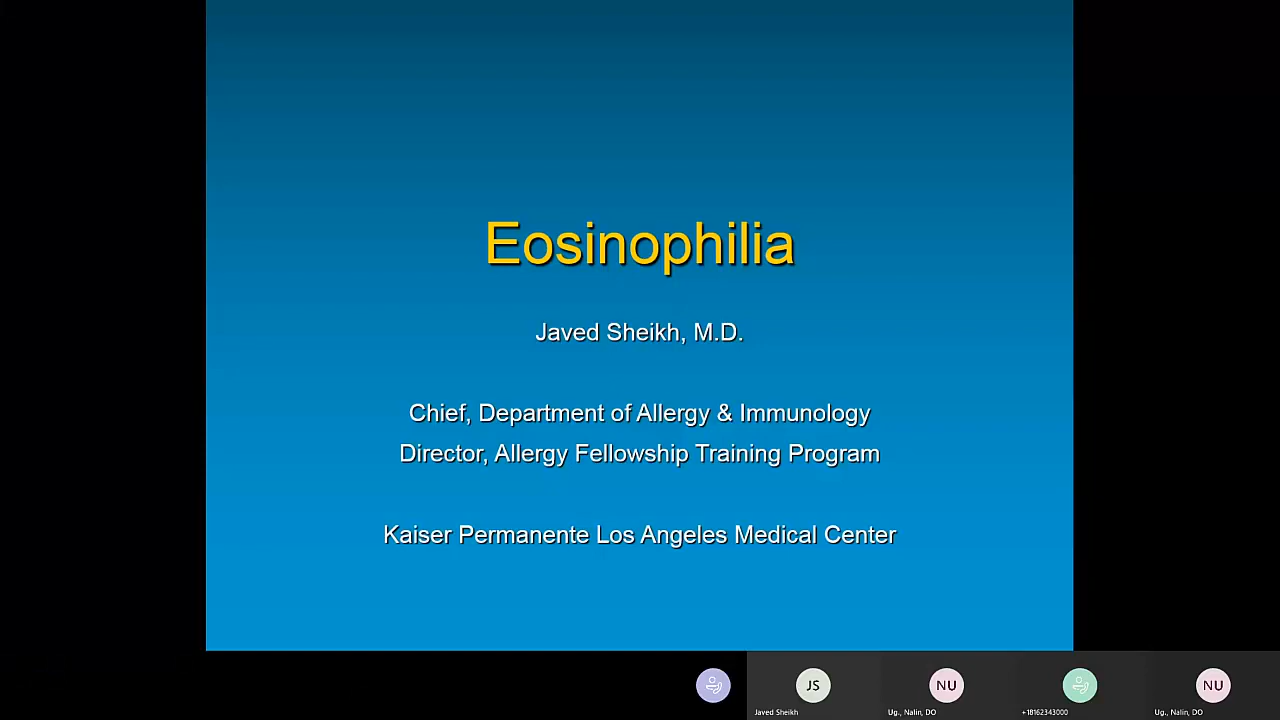 Eosinophilia
Javed Sheikh, M.D.
Chief, Department of Allergy & Immunology
Director, Allergy Fellowship Training Program
Kaiser Permanente Los Angeles Medical Center
JS
NU
NU
Javed Sheikh
Ug., Nalin, DO
+18162343000
Ug., Nalin, DO